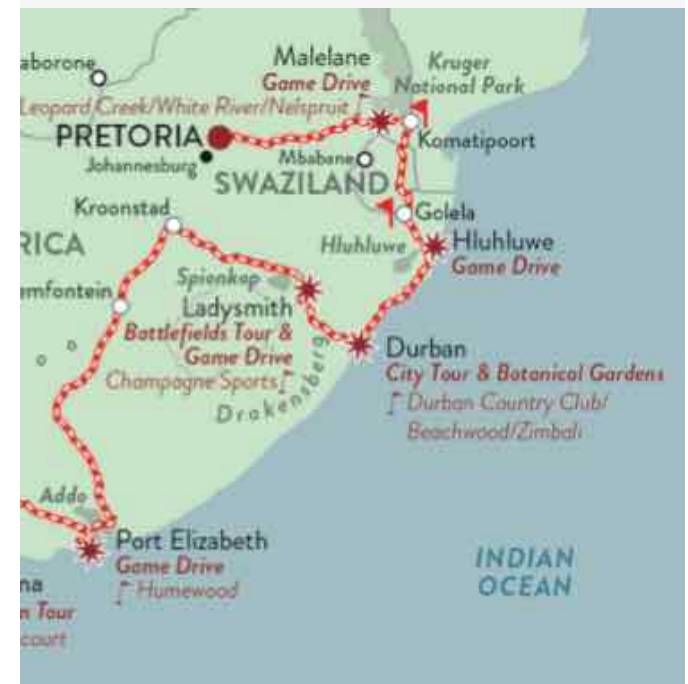 Malelane
Game Drive
Kruger
National Park
aborone
Leopard Creek/White River/Nelspruit
PRETORIA
Komatipoort
Johannesburg
Mbabane
SWAZILAND
Kroonstad
Golela
RICA
Hluhluwe
Hluhluwe
Game Drive
Spionkop
emfontein
Ladysmith
Battlefields Tour &
Game Drive
Champagne Sports
Drakensberg
Durban
City Tour & Botanical Gardens
Durban Country Club/
Beachwood/Zimbali
Addo
Port Elizabeth
Game Drive
Humewood
INDIAN
OCEAN
na
n Tour
court